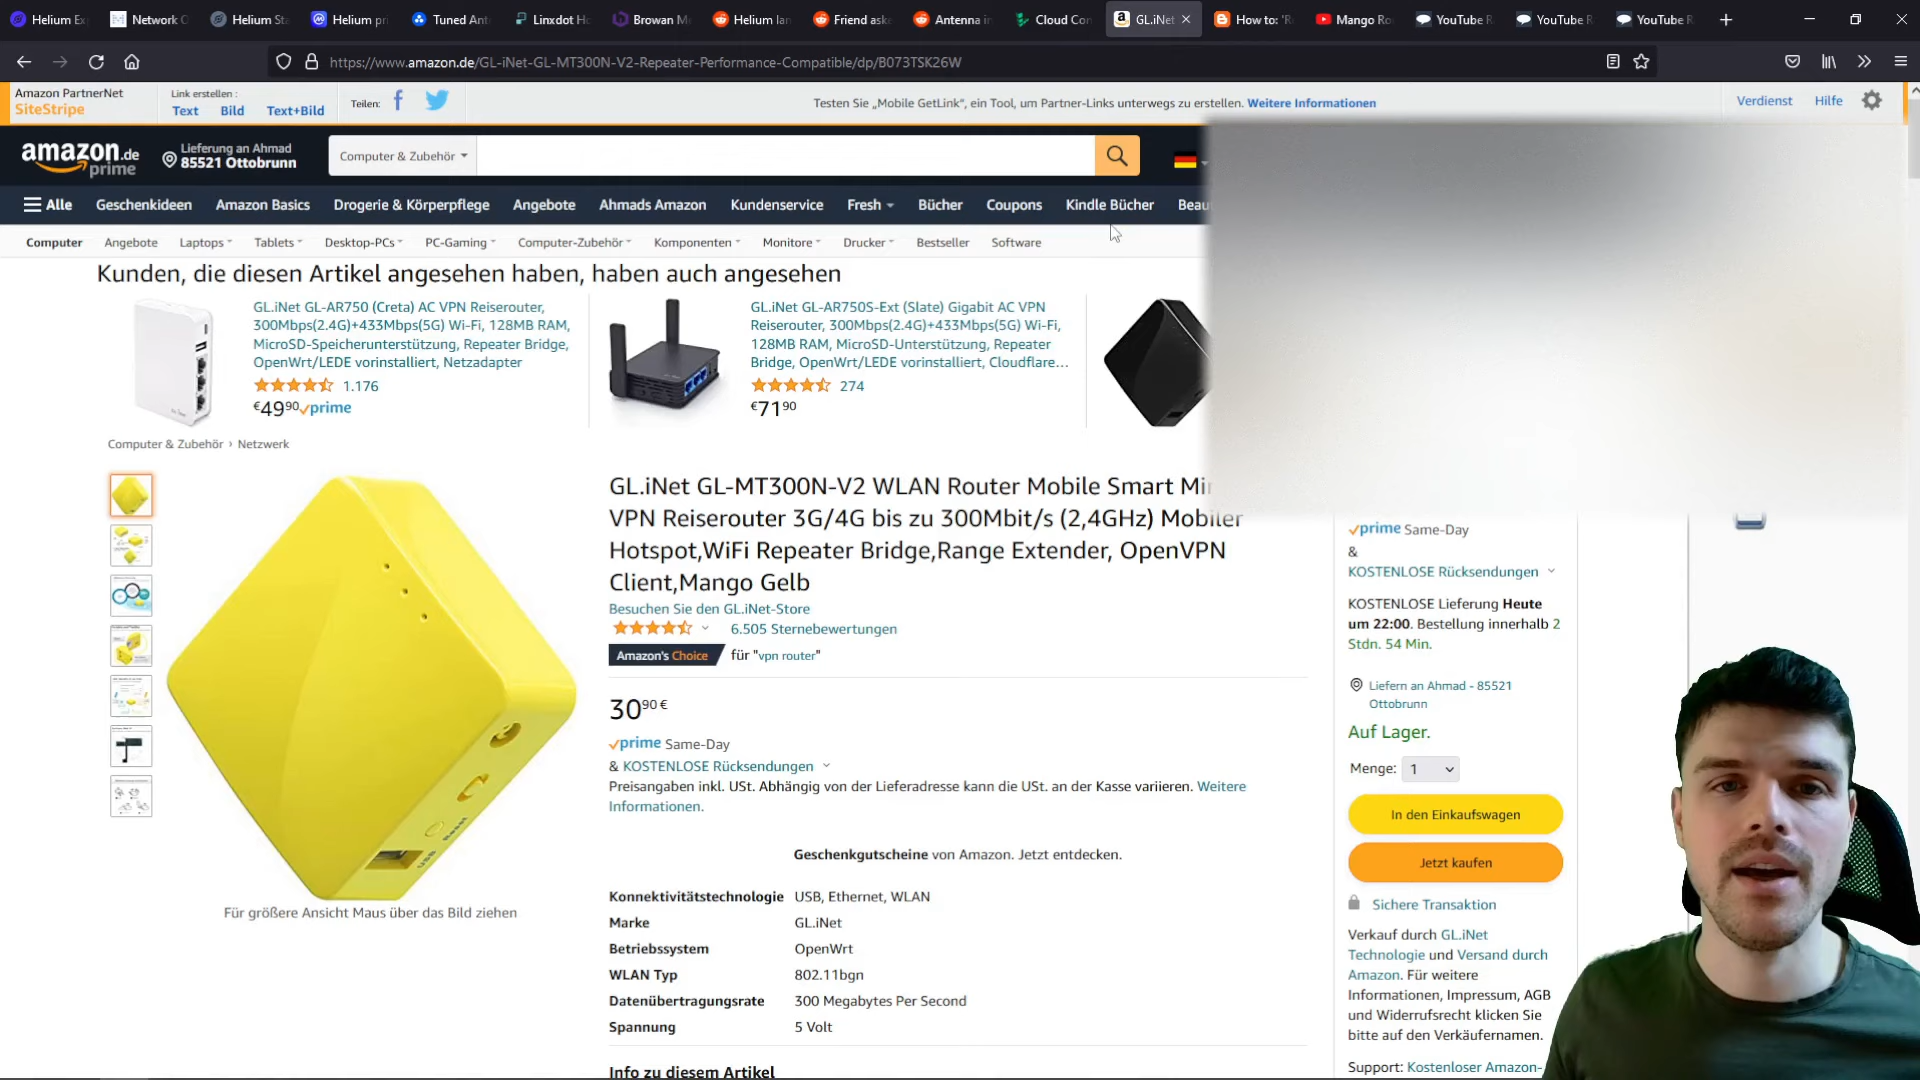 Helium Ex
Network C
Helium Sta
Helium pri
Tuned Ant
Linxdot H
Browan M
Helium lan
Friend aske
Antenna in
Cloud Con
GL.iNet
How to: 'R
Mango Ro
YouTube R
YouTube R
YouTube R
https://www.amazon.de/GL-iNet-GL-MT300N-V2-Repeater-Performance-Compatible/dp/B073TSK26W
Amazon PartnerNet
SiteStripe
Link erstellen :
Text
Bild
Text+Bild
Teilen:
Testen Sie „Mobile GetLink“, ein Tool, um Partner-Links unterwegs zu erstellen. Weitere Informationen
Verdienst
Hilfe
amazon.de
prime
Lieferung an Ahmad
85521 Ottobrunn
Computer & Zubehör
Alle
Geschenkideen
Amazon Basics
Drogerie & Körperpflege
Angebote
Ahmads Amazon
Kundenservice
Fresh
Bücher
Coupons
Kindle Bücher
Beau
Computer
Angebote
Laptops
Tablets
Desktop-PCs
PC-Gaming
Computer-Zubehör
Komponenten
Monitore
Drucker
Bestseller
Software
Kunden, die diesen Artikel angesehen haben, haben auch angesehen
GL.iNet GL-AR750 (Creta) AC VPN Reiserouter,
300Mbps(2.4G)+433Mbps(5G) Wi-Fi, 128MB RAM,
MicroSD-Speicherunterstützung, Repeater Bridge,
OpenWrt/LEDE vorinstalliert, Netzadapter
1.176
€49⁹⁰ prime
GL.iNet GL-AR750S-Ext (Slate) Gigabit AC VPN
Reiserouter, 300Mbps(2.4G)+433Mbps(5G) Wi-Fi,
128MB RAM, MicroSD-Unterstützung, Repeater
Bridge, OpenWrt/LEDE vorinstalliert, Cloudflare...
274
€71⁹⁰
Computer & Zubehör › Netzwerk
GL.iNet GL-MT300N-V2 WLAN Router Mobile Smart Mi
VPN Reiserouter 3G/4G bis zu 300Mbit/s (2,4GHz) Mobiler
Hotspot,WiFi Repeater Bridge,Range Extender, OpenVPN
Client,Mango Gelb
Besuchen Sie den GL.iNet-Store
6.505 Sternebewertungen
Amazon's Choice für "vpn router"
30⁹⁰ €
prime Same-Day
& KOSTENLOSE Rücksendungen
Preisangaben inkl. USt. Abhängig von der Lieferadresse kann die USt. an der Kasse variieren. Weitere
Informationen.
Geschenkgutscheine von Amazon. Jetzt entdecken.
Konnektivitätstechnologie USB, Ethernet, WLAN
Marke GL.iNet
Betriebssystem OpenWrt
WLAN Typ 802.11bgn
Datenübertragungsrate 300 Megabytes Per Second
Spannung 5 Volt
Info zu diesem Artikel
USB
Reset
Für größere Ansicht Maus über das Bild ziehen
prime Same-Day
&
KOSTENLOSE Rücksendungen
KOSTENLOSE Lieferung Heute
um 22:00. Bestellung innerhalb 2
Stdn. 54 Min.
Liefern an Ahmad - 85521
Ottobrunn
Auf Lager.
Menge: 1
In den Einkaufswagen
Jetzt kaufen
Sichere Transaktion
Verkauf durch GL.iNet
Technologie und Versand durch
Amazon. Für weitere
Informationen, Impressum, AGB
und Widerrufsrecht klicken Sie
bitte auf den Verkäufernamen.
Support: Kostenloser Amazon-